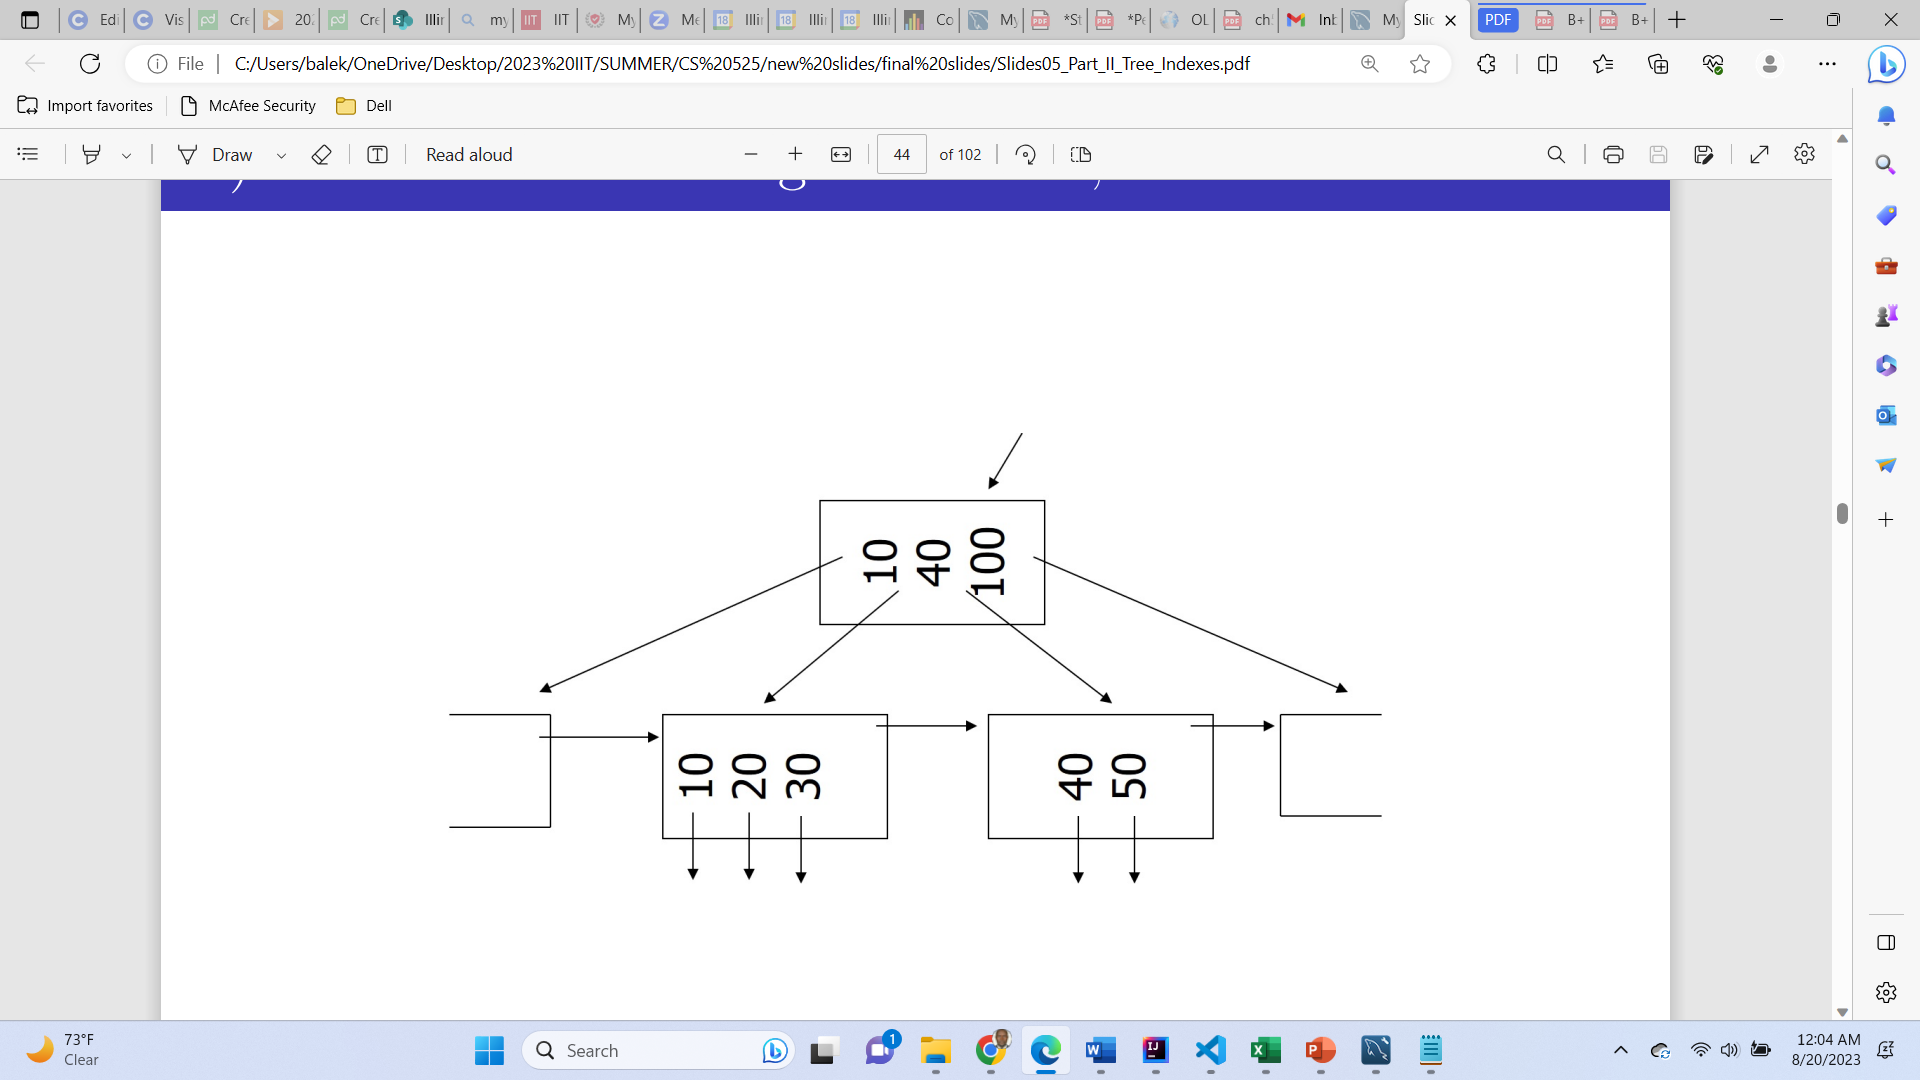 Edi Vis Cre 202 Cre Illir my IIT My Me Illir Illir Illir Co My *St *Pe OL ch! Inb My Slic PDF B+ B+
File C:/Users/balek/OneDrive/Desktop/2023%20IIT/SUMMER/CS%20525/new%20slides/final%20slides/Slides05_Part_II_Tree_Indexes.pdf
Import favorites McAfee Security Dell
Draw Read aloud 44 of 102
10 40 100
10 20 30 40 50
73°F
Clear
Search
1
12:04 AM
8/20/2023